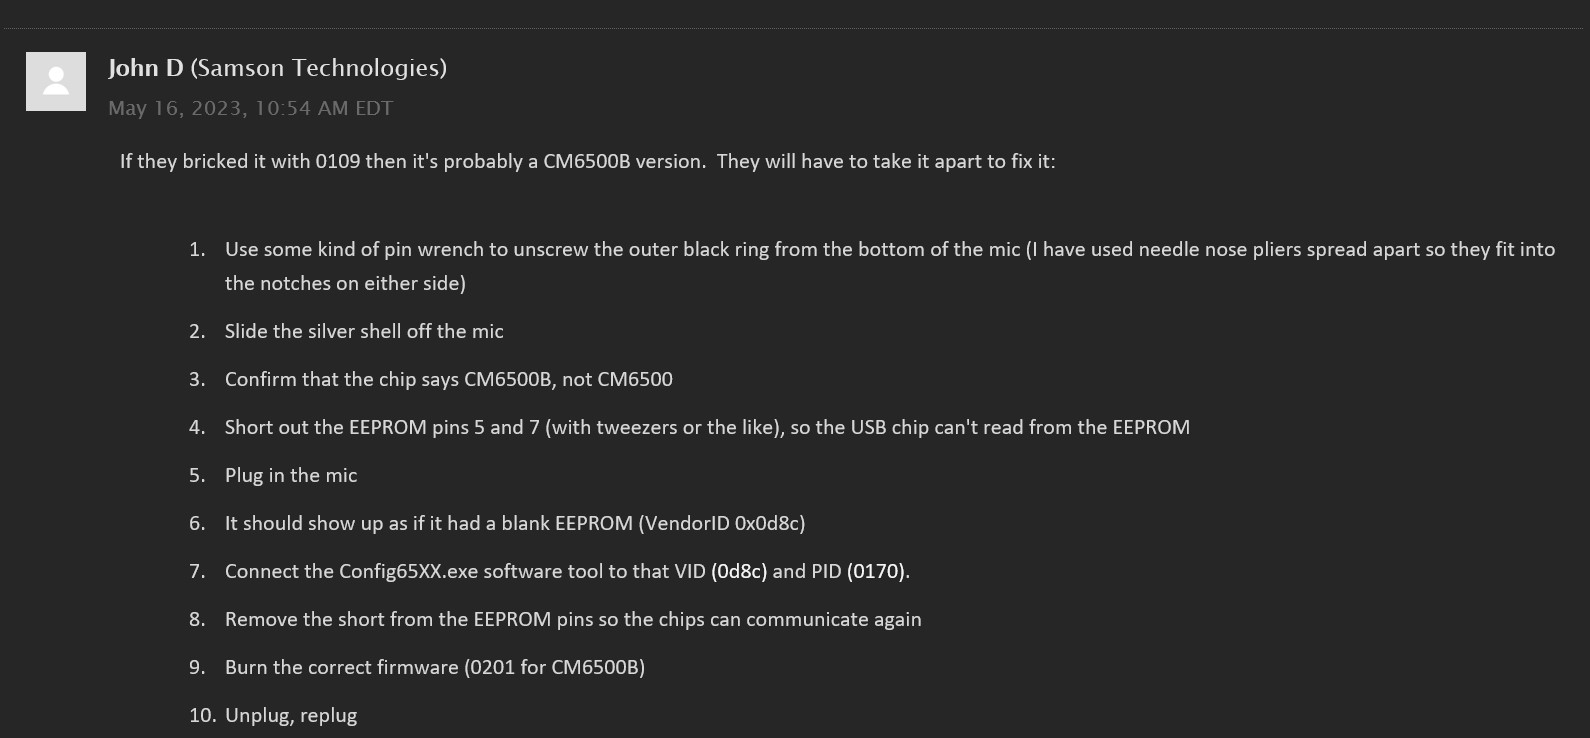 John D (Samson Technologies)
May 16, 2023, 10:54 AM EDT
If they bricked it with 0109 then it's probably a CM6500B version.  They will have to take it apart to fix it:
1. Use some kind of pin wrench to unscrew the outer black ring from the bottom of the mic (I have used needle nose pliers spread apart so they fit into
the notches on either side)
2. Slide the silver shell off the mic
3. Confirm that the chip says CM6500B, not CM6500
4. Short out the EEPROM pins 5 and 7 (with tweezers or the like), so the USB chip can't read from the EEPROM
5. Plug in the mic
6. It should show up as if it had a blank EEPROM (VendorID 0x0d8c)
7. Connect the Config65XX.exe software tool to that VID (0d8c) and PID (0170).
8. Remove the short from the EEPROM pins so the chips can communicate again
9. Burn the correct firmware (0201 for CM6500B)
10. Unplug, replug